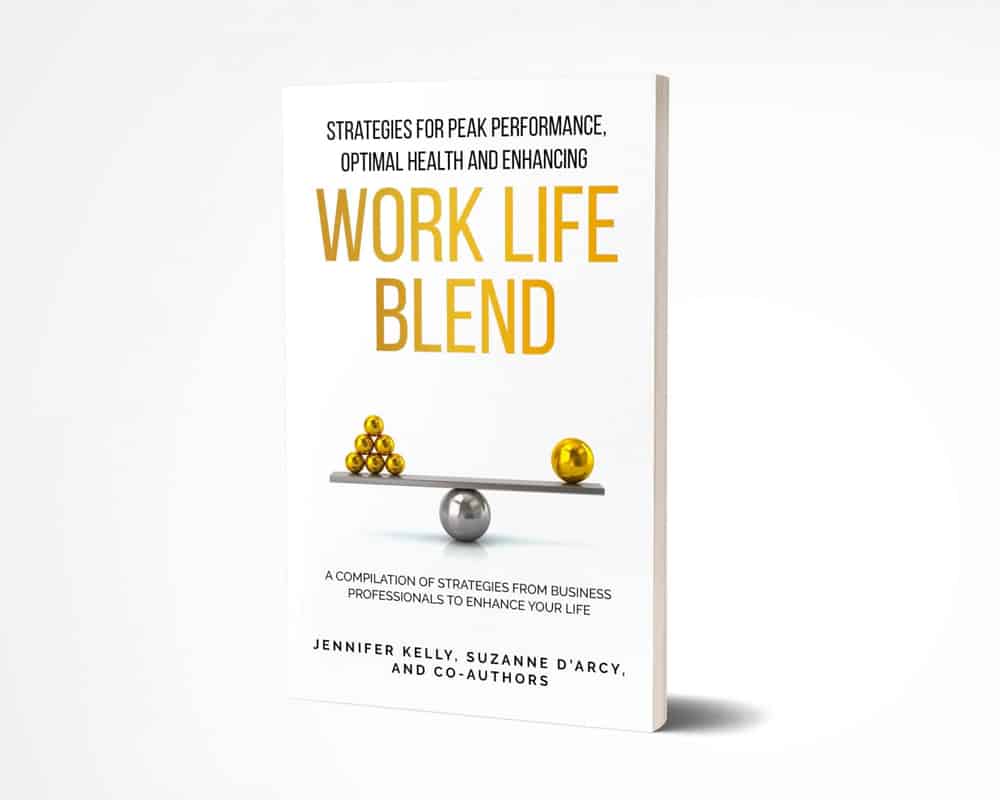 STRATEGIES FOR PEAK PERFORMANCE,
OPTIMAL HEALTH AND ENHANCING
WORK LIFE
BLEND
A COMPILATION OF STRATEGIES FROM BUSINESS
PROFESSIONALS TO ENHANCE YOUR LIFE
JENNIFER KELLY, SUZANNE D'ARCY,
AND CO-AUTHORS